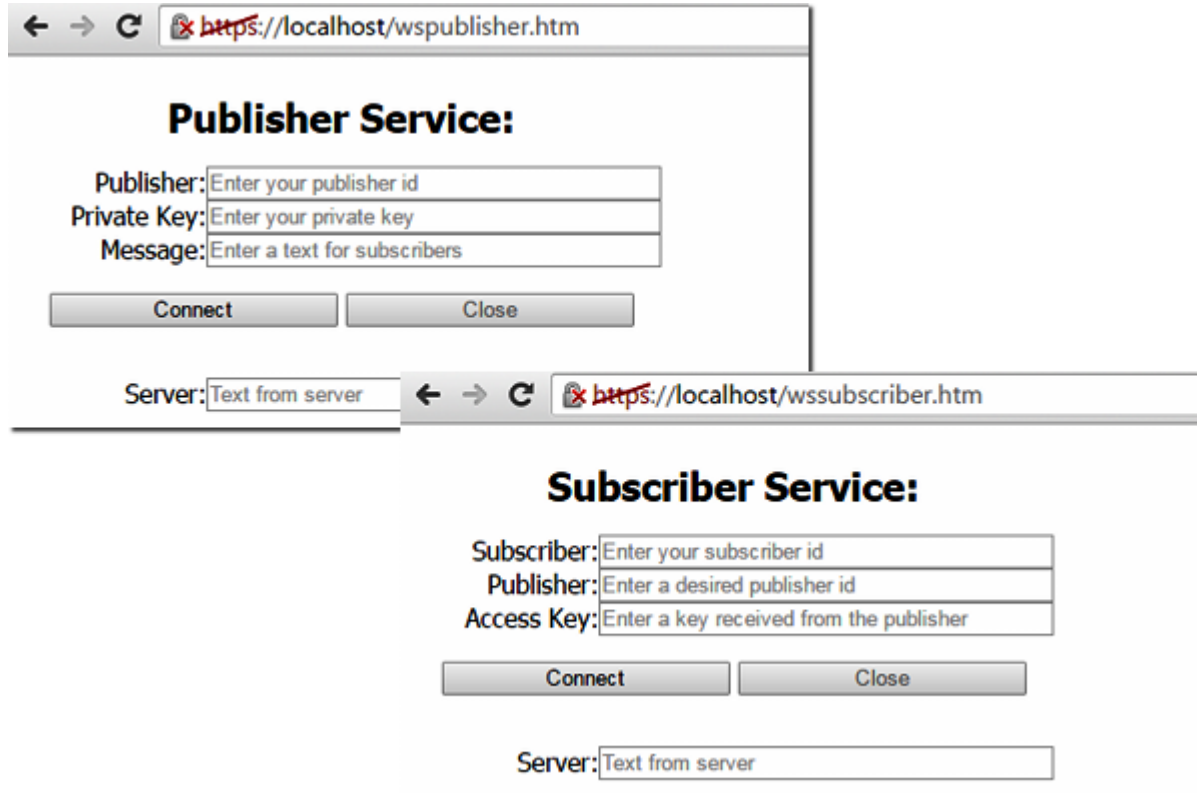 https://localhost/wspublisher.htm
Publisher Service:
Publisher: Enter your publisher id
Private Key: Enter your private key
Message: Enter a text for subscribers
Connect Close
Server: Text from server
https://localhost/wssubscriber.htm
Subscriber Service:
Subscriber: Enter your subscriber id
Publisher: Enter a desired publisher id
Access Key: Enter a key received from the publisher
Connect Close
Server: Text from server